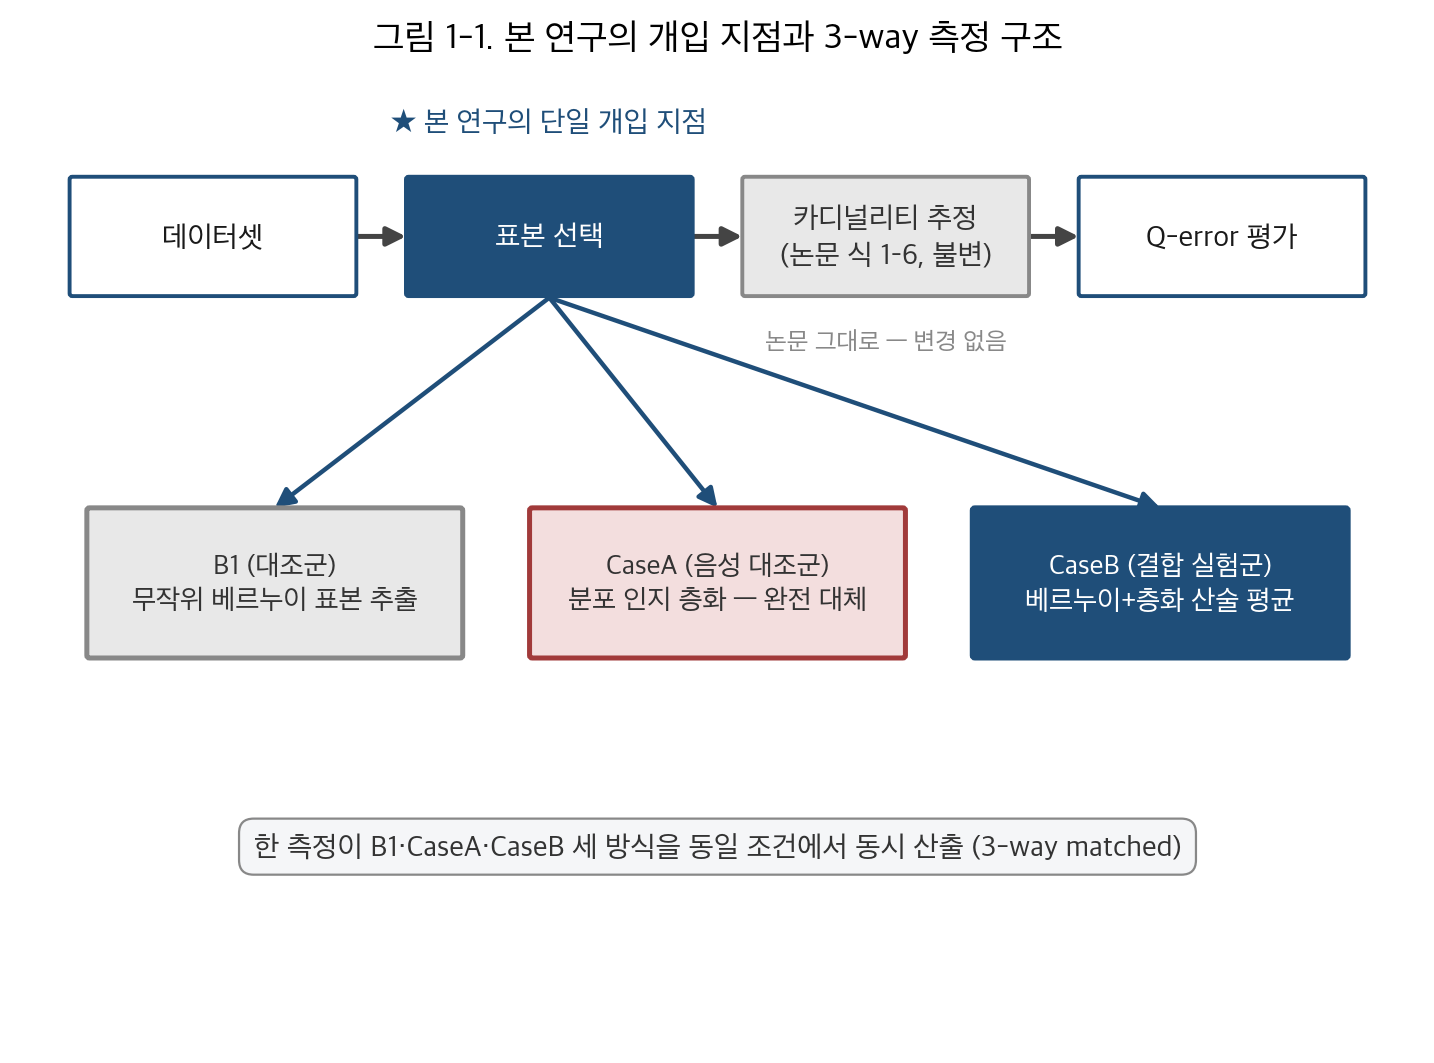 그림 1-1. 본 연구의 개입 지점과 3-way 측정 구조
★ 본 연구의 단일 개입 지점
데이터셋
표본 선택
카디널리티 추정
(논문 식 1-6, 불변)
Q-error 평가
논문 그대로 — 변경 없음
B1 (대조군)
무작위 베르누이 표본 추출
CaseA (음성 대조군)
분포 인지 층화 — 완전 대체
CaseB (결합 실험군)
베르누이+층화 산술 평균
한 측정이 B1·CaseA·CaseB 세 방식을 동일 조건에서 동시 산출 (3-way matched)